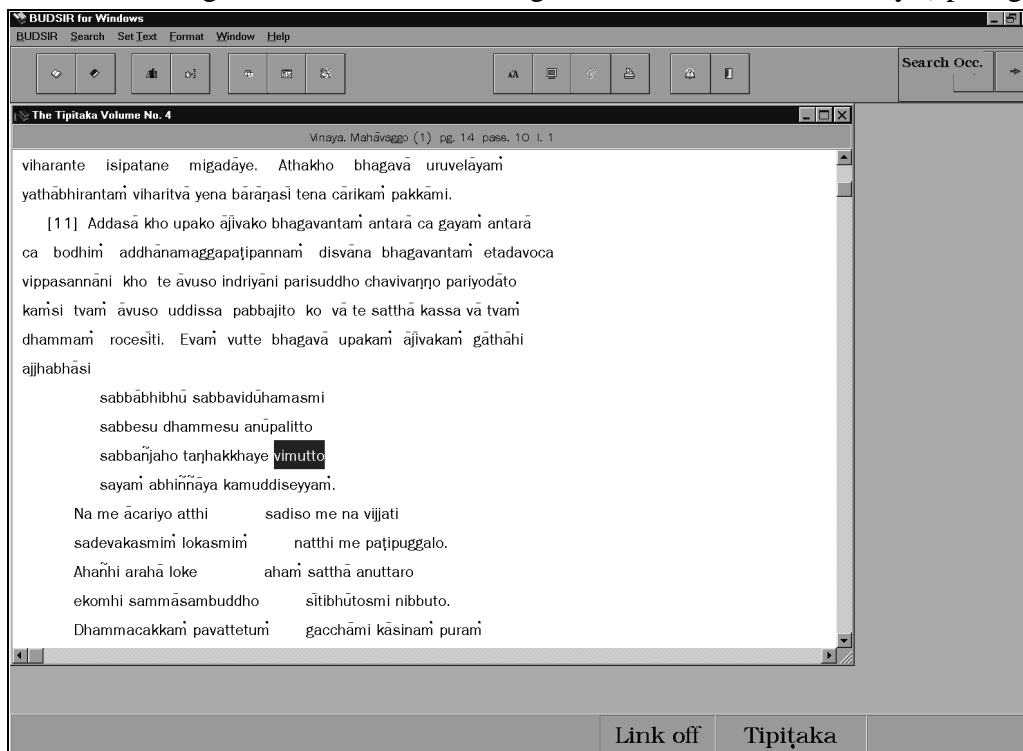 BUDSIR for Windows
BUDSIR Search Set Text Format Window Help
Search Occ.
The Tipitaka Volume No. 4
Vinaya. Mahāvaggo (1) pg. 14 pass. 10 l. 1
viharante isipatane migadāye. Athakho bhagavā uruvelāyaṁ
yathābhirantaṁ viharitvā yena bārāṇasī tena cārikaṁ pakkāmi.
[11] Addasā kho upako ājīvako bhagavantaṁ antarā ca gayaṁ antarā
ca bodhiṁ addhānamaggapaṭipannaṁ disvāna bhagavantaṁ etadavoca
vippasannāni kho te āvuso indriyāni parisuddho chavivaṇṇo pariyodāto
kaṁsi tvaṁ āvuso uddissa pabbajito ko vā te satthā kassa vā tvaṁ
dhammaṁ rocesīti. Evaṁ vutte bhagavā upakaṁ ājīvakaṁ gāthāhi
ajjhabhāsi
sabbābhibhū sabbavidūhamasmi
sabbesu dhammesu anūpalitto
sabbañjaho taṇhakkhaye vimutto
sayaṁ abhiññāya kamuddiseyyaṁ.
Na me ācariyo atthi sadiso me na vijjati
sadevakasmiṁ lokasmiṁ natthi me paṭipuggalo.
Ahañhi arahā loke ahaṁ satthā anuttaro
ekomhi sammāsambuddho sītibhūtosmi nibbuto.
Dhammacakkaṁ pavattetuṁ gacchāmi kāsinaṁ puraṁ
Link off Tipiṭaka